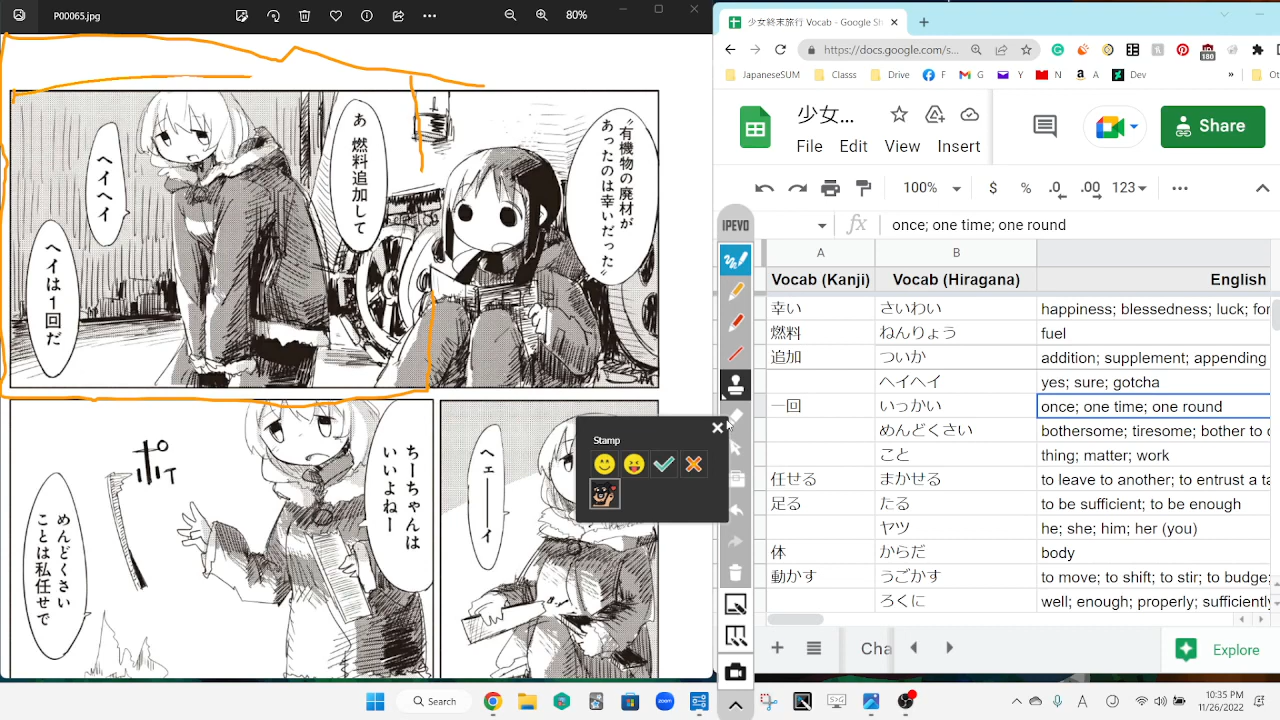 P00065.jpg
80%
"有機物の廃材が
あったのは幸いだった"
あ 燃料追加して
ヘイヘイ
ヘイは1回だ
ちーちゃんは
いいよねー
ポイ
めんどくさい
ことは私任せで
ヘェーーイ
Stamp
IPEVO
少女終末旅行 Vocab - Google Sh
https://docs.google.com/s...
JapaneseSUM
Classs
Drive
F
G
Y
N
A
Dev
»
Ot
少女...
File Edit View Insert
Share
100% $ % .0 .00 123
fx once; one time; one round
A B
Vocab (Kanji) Vocab (Hiragana) English
幸い さいわい happiness; blessedness; luck; for
燃料 ねんりょう fuel
追加 ついか addition; supplement; appending
ヘイヘイ yes; sure; gotcha
一回 いっかい once; one time; one round
めんどくさい bothersome; tiresome; bother to d
こと thing; matter; work
任せる まかせる to leave to another; to entrust a ta
足る たる to be sufficient; to be enough
ヤツ he; she; him; her (you)
体 からだ body
動かす うごかす to move; to shift; to stir; to budge;
ろくに well; enough; properly; sufficiently
Cha
Explore
Search
zoom
A
10:35 PM
11/26/2022